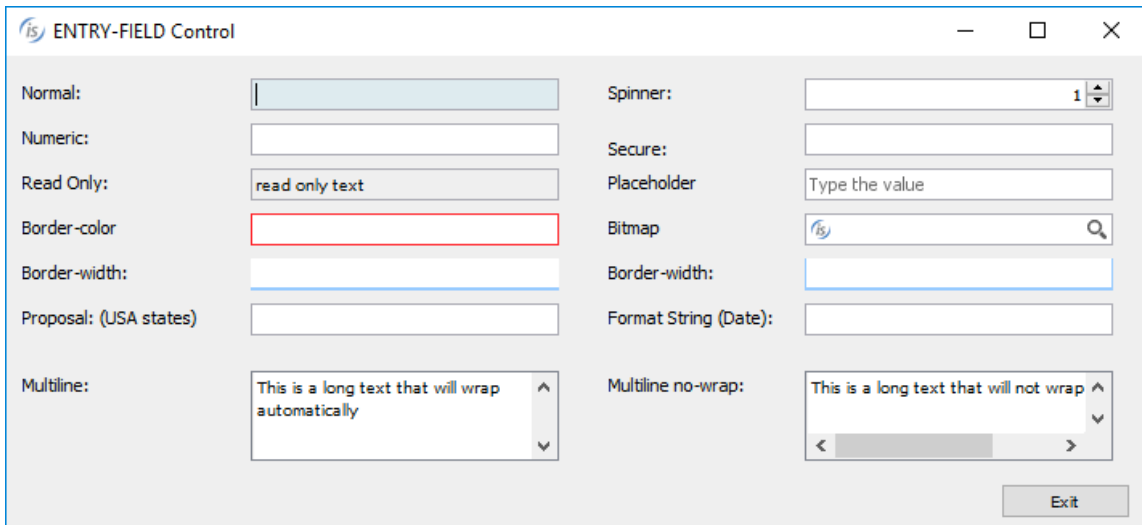 is ENTRY-FIELD Control
Normal:
Spinner: 1
Numeric:
Secure:
Read Only: read only text
Placeholder Type the value
Border-color
Bitmap is
Border-width:
Border-width:
Proposal: (USA states)
Format String (Date):
Multiline:
This is a long text that will wrap
automatically
Multiline no-wrap:
This is a long text that will not wrap
Exit